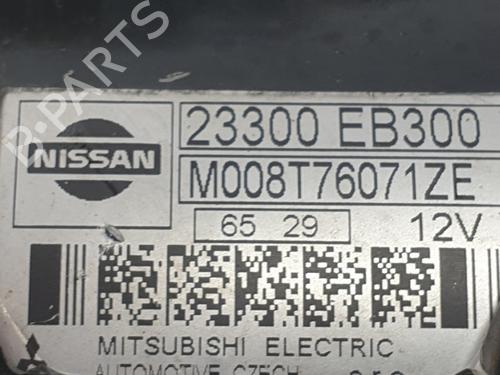 B-PARTS
NISSAN
23300 EB300
M008T76071ZE
65 29
12V
MITSUBISHI ELECTRIC
AUTOMOTIVE CZECH s.r.o.